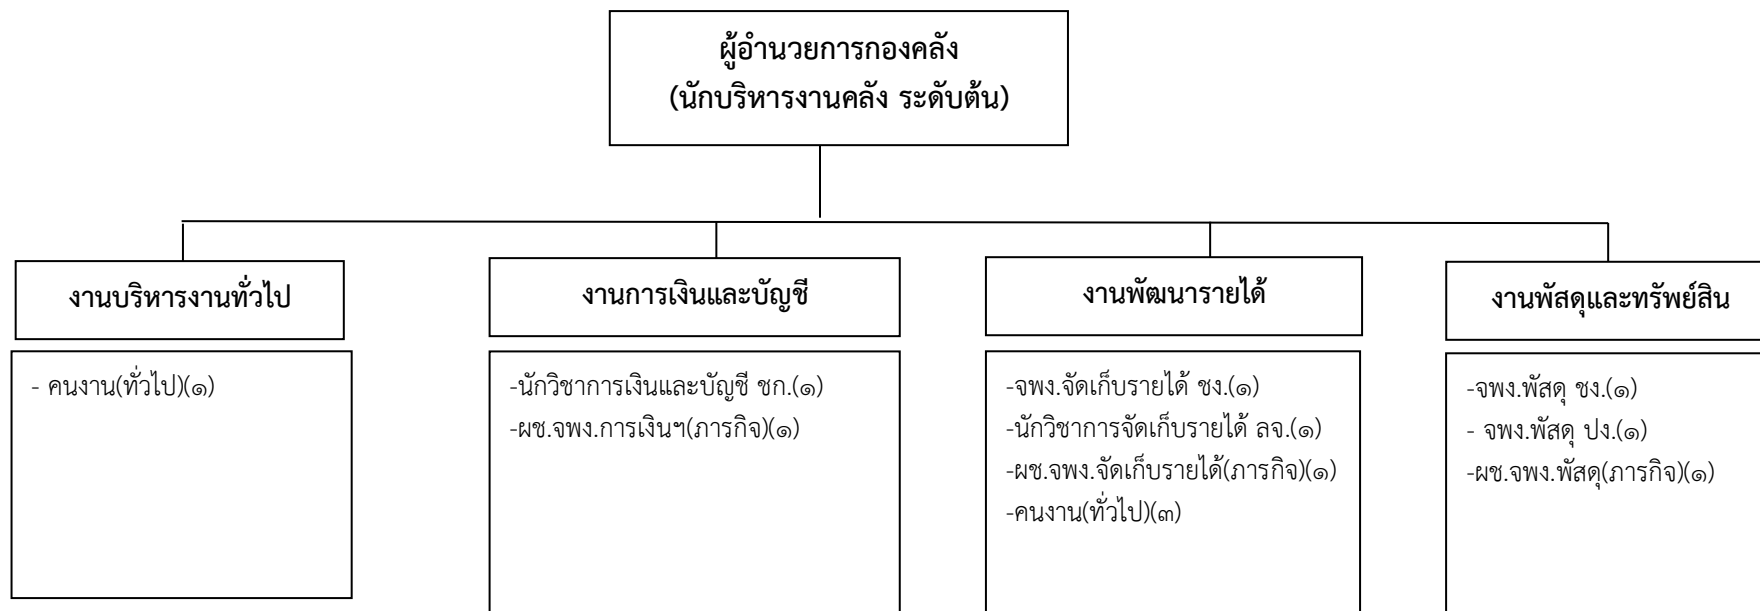 ผู้อำนวยการกองคลัง
(นักบริหารงานคลัง ระดับต้น)
งานบริหารงานทั่วไป
- คนงาน(ทั่วไป)(๑)
งานการเงินและบัญชี
-นักวิชาการเงินและบัญชี ชก.(๑)
-ผช.จพง.การเงินฯ(ภารกิจ)(๑)
งานพัฒนารายได้
-จพง.จัดเก็บรายได้ ชง.(๑)
-นักวิชาการจัดเก็บรายได้ ลจ.(๑)
-ผช.จพง.จัดเก็บรายได้(ภารกิจ)(๑)
-คนงาน(ทั่วไป)(๓)
งานพัสดุและทรัพย์สิน
-จพง.พัสดุ ชง.(๑)
- จพง.พัสดุ ปง.(๑)
-ผช.จพง.พัสดุ(ภารกิจ)(๑)